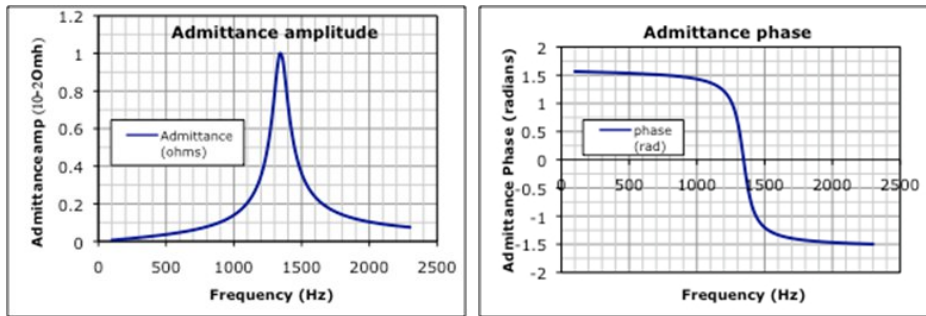 Admittance amplitude
Admittanceamp (10-2Omh)
1.2
1
0.8
0.6
0.4
0.2
0
Admittance
(ohms)
0 500 1000 1500 2000 2500
Frequency (Hz)
Admittance phase
Admittance Phase (radians)
2
1.5
1
0.5
0
-0.5
-1
-1.5
-2
phase
(rad)
0 500 1000 1500 2000 2500
Frequency (Hz)